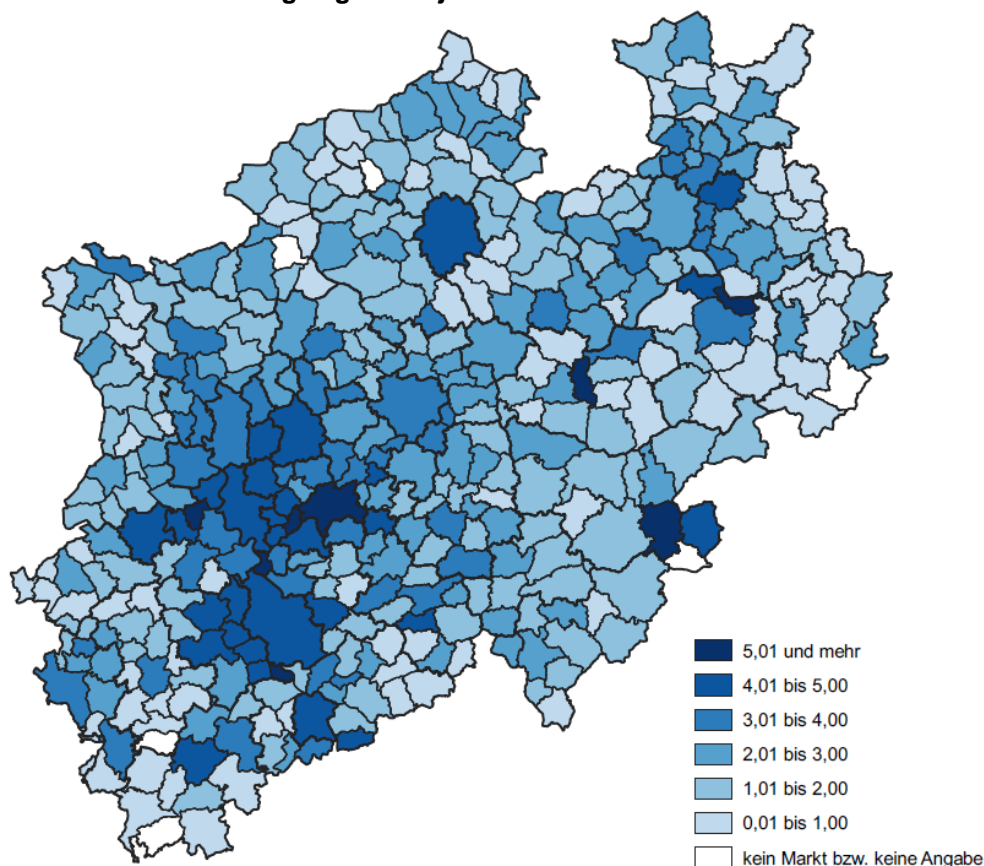 5,01 und mehr
4,01 bis 5,00
3,01 bis 4,00
2,01 bis 3,00
1,01 bis 2,00
0,01 bis 1,00
kein Markt bzw. keine Angabe